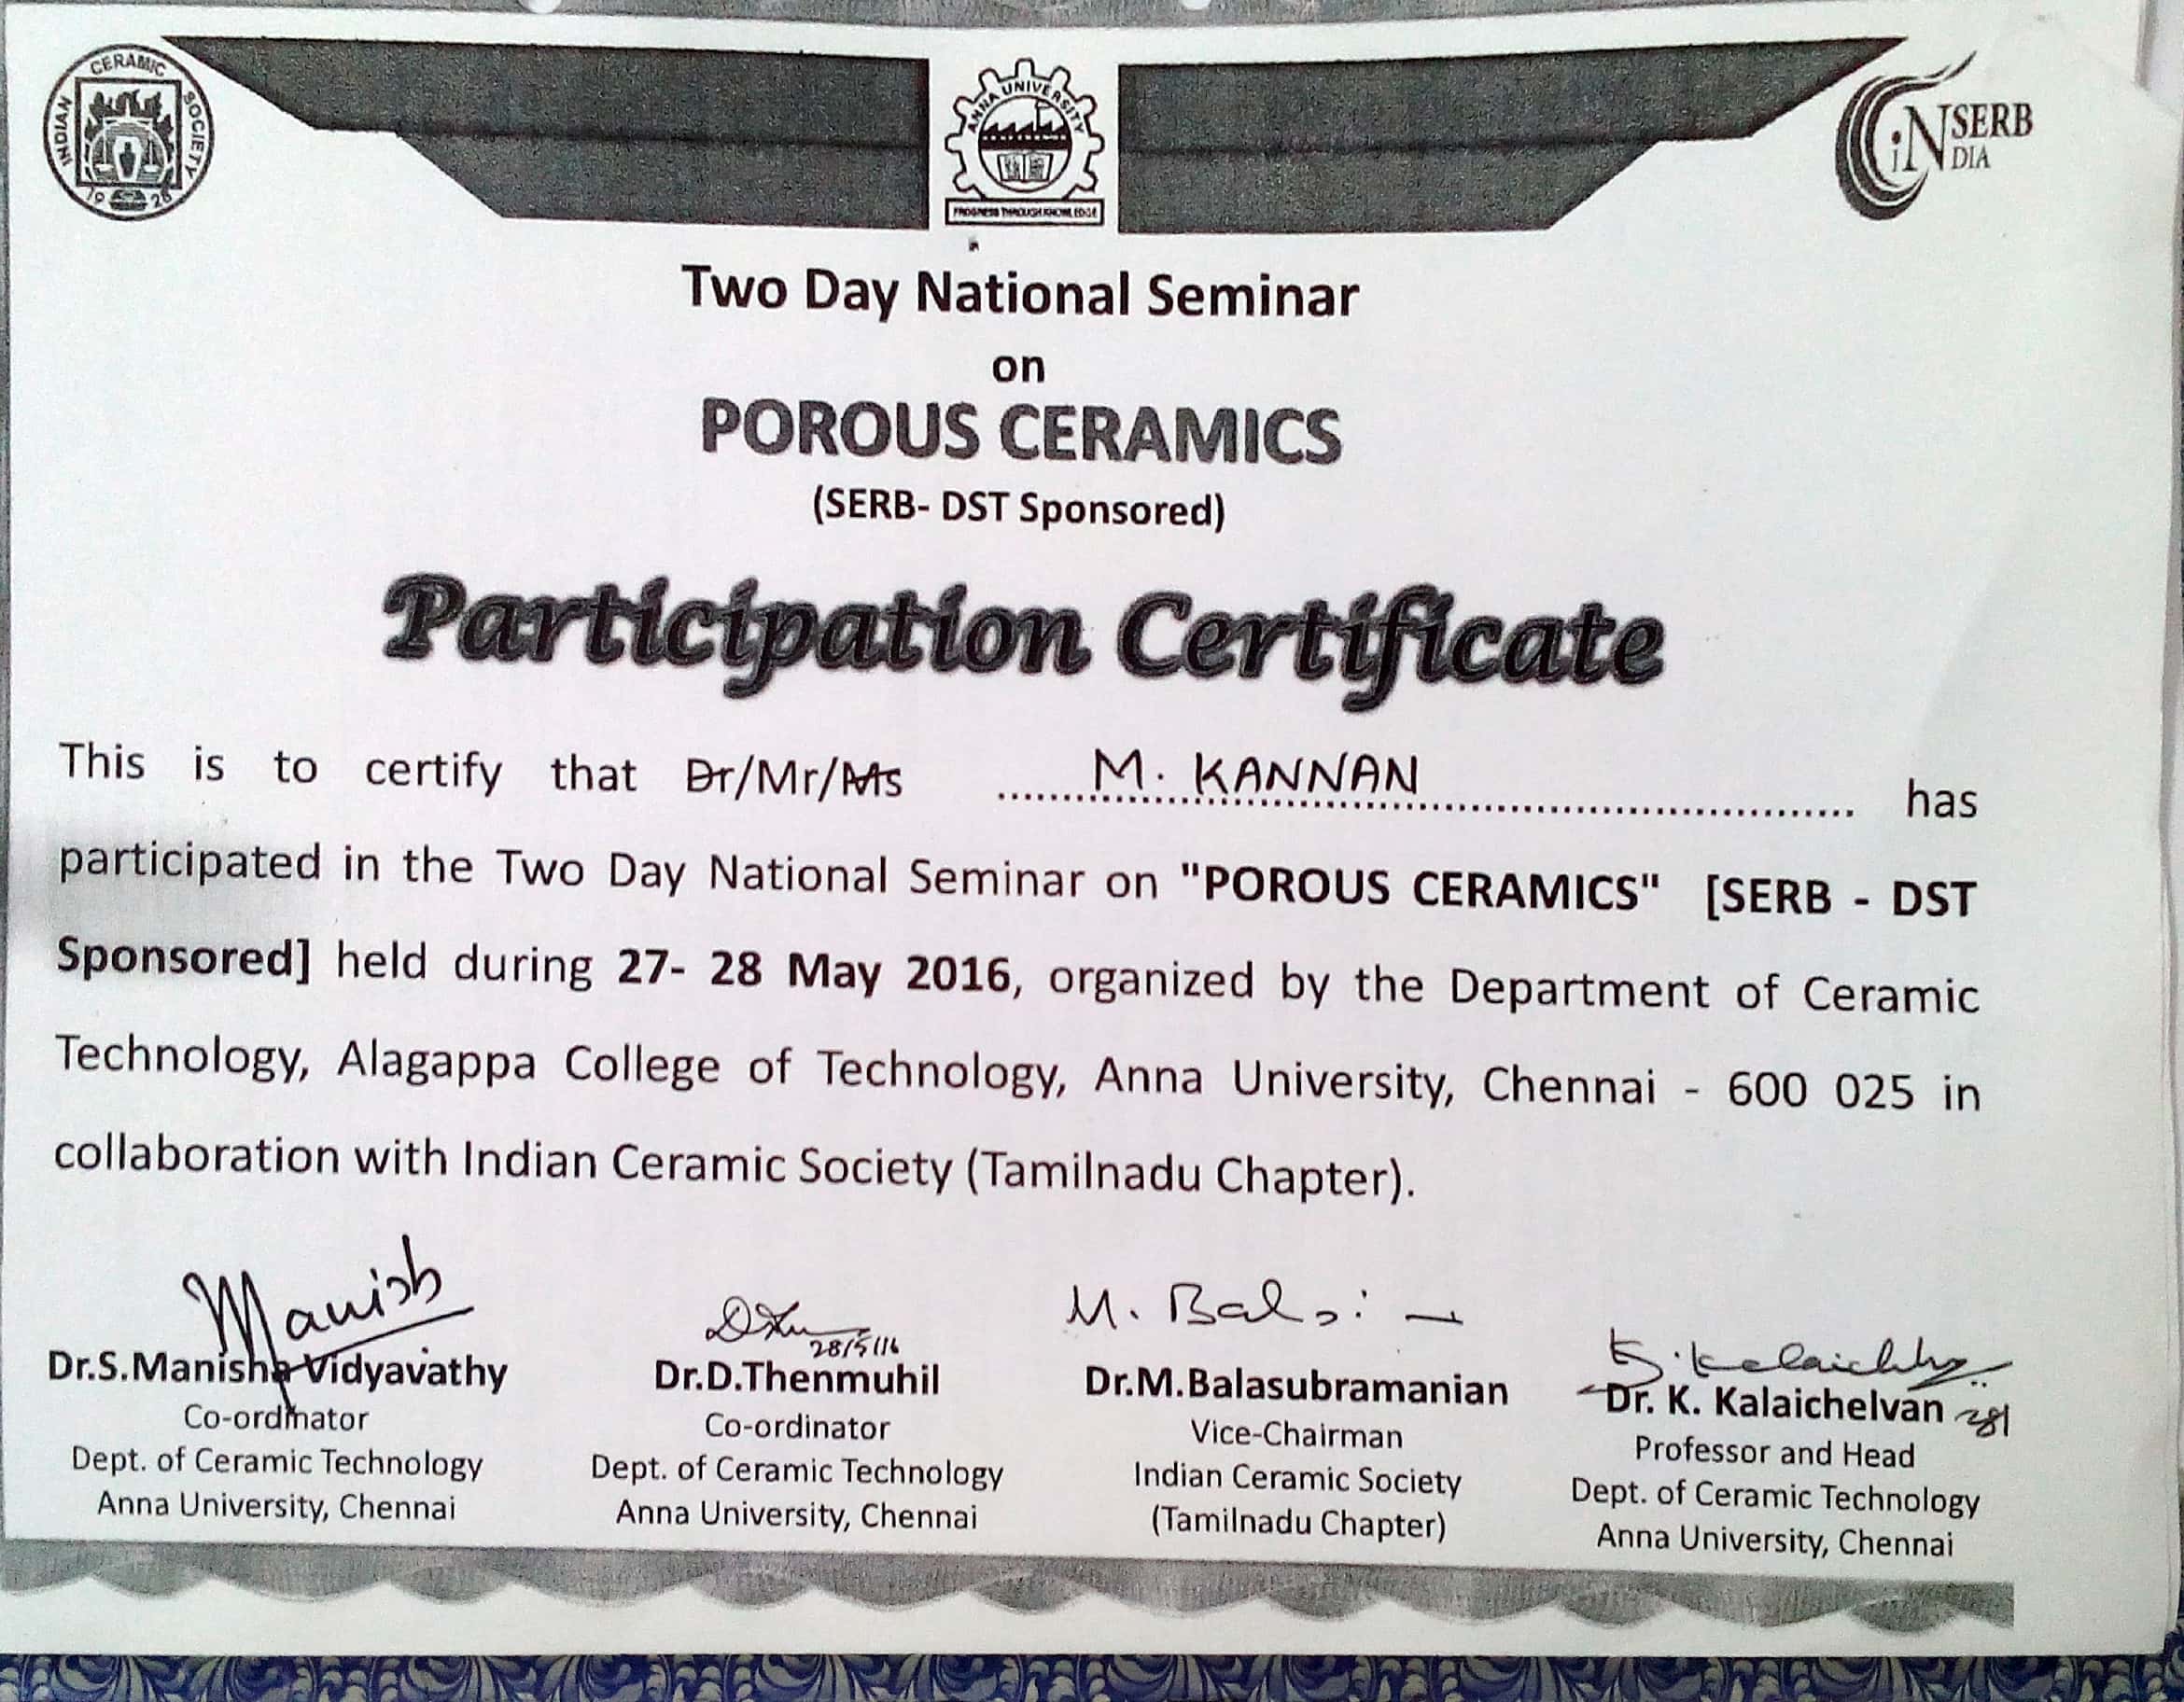 INDIAN CERAMIC SOCIETY
1928
ANNA UNIVERSITY
PROGRESS THROUGH KNOWLEDGE
SERB
iNDIA
Two Day National Seminar
on
POROUS CERAMICS
(SERB- DST Sponsored)
Participation Certificate
This is to certify that Dr/Mr/Ms ..........M. KANNAN.......... has
participated in the Two Day National Seminar on "POROUS CERAMICS" [SERB - DST
Sponsored] held during 27- 28 May 2016, organized by the Department of Ceramic
Technology, Alagappa College of Technology, Anna University, Chennai - 600 025 in
collaboration with Indian Ceramic Society (Tamilnadu Chapter).
Manish
28/5/16
M. Bal
K. Kalaichelv
Dr.S.Manisha Vidyavathy
Co-ordinator
Dept. of Ceramic Technology
Anna University, Chennai
Dr.D.Thenmuhil
Co-ordinator
Dept. of Ceramic Technology
Anna University, Chennai
Dr.M.Balasubramanian
Vice-Chairman
Indian Ceramic Society
(Tamilnadu Chapter)
Dr. K. Kalaichelvan
Professor and Head
Dept. of Ceramic Technology
Anna University, Chennai